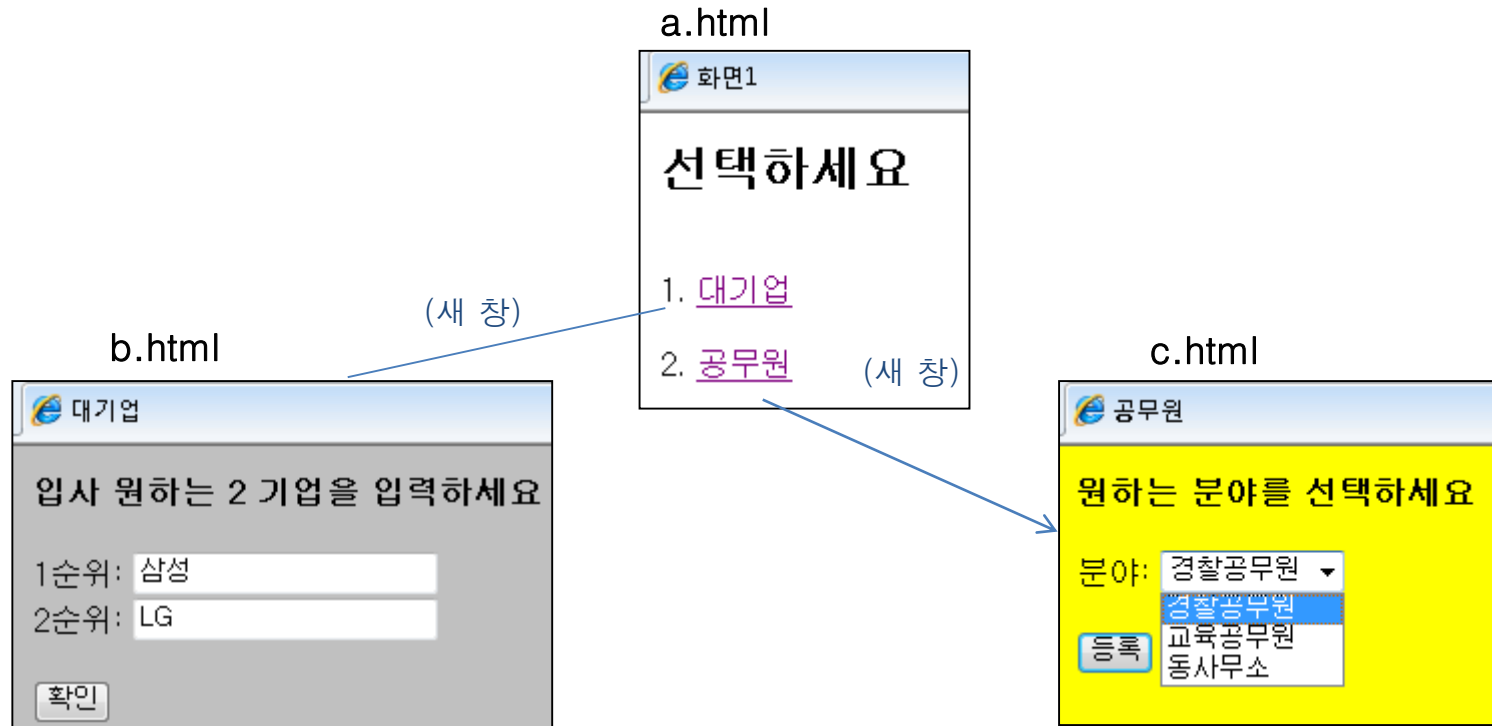 a.html
화면1
선택하세요
1. 대기업
(새 창)
2. 공무원
(새 창)
b.html
대기업
입사 원하는 2 기업을 입력하세요
1순위: 삼성
2순위: LG
확인
c.html
공무원
원하는 분야를 선택하세요
분야: 경찰공무원
경찰공무원
교육공무원
동사무소
등록